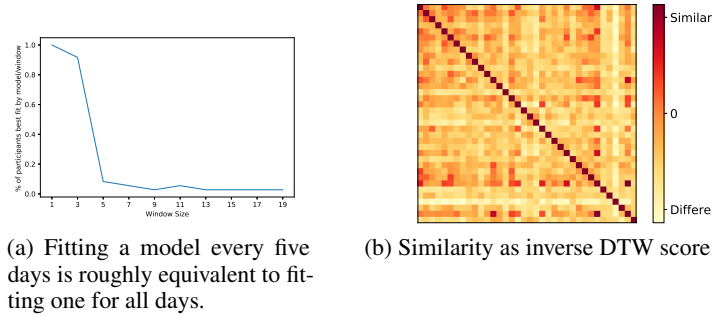 % of participants best fit by model/window
1.0
0.8
0.6
0.4
0.2
0.0
1 3 5 7 9 11 13 15 17 19
Window Size
(a) Fitting a model every five
days is roughly equivalent to fit-
ting one for all days.
Similar
0
Differe
(b) Similarity as inverse DTW score